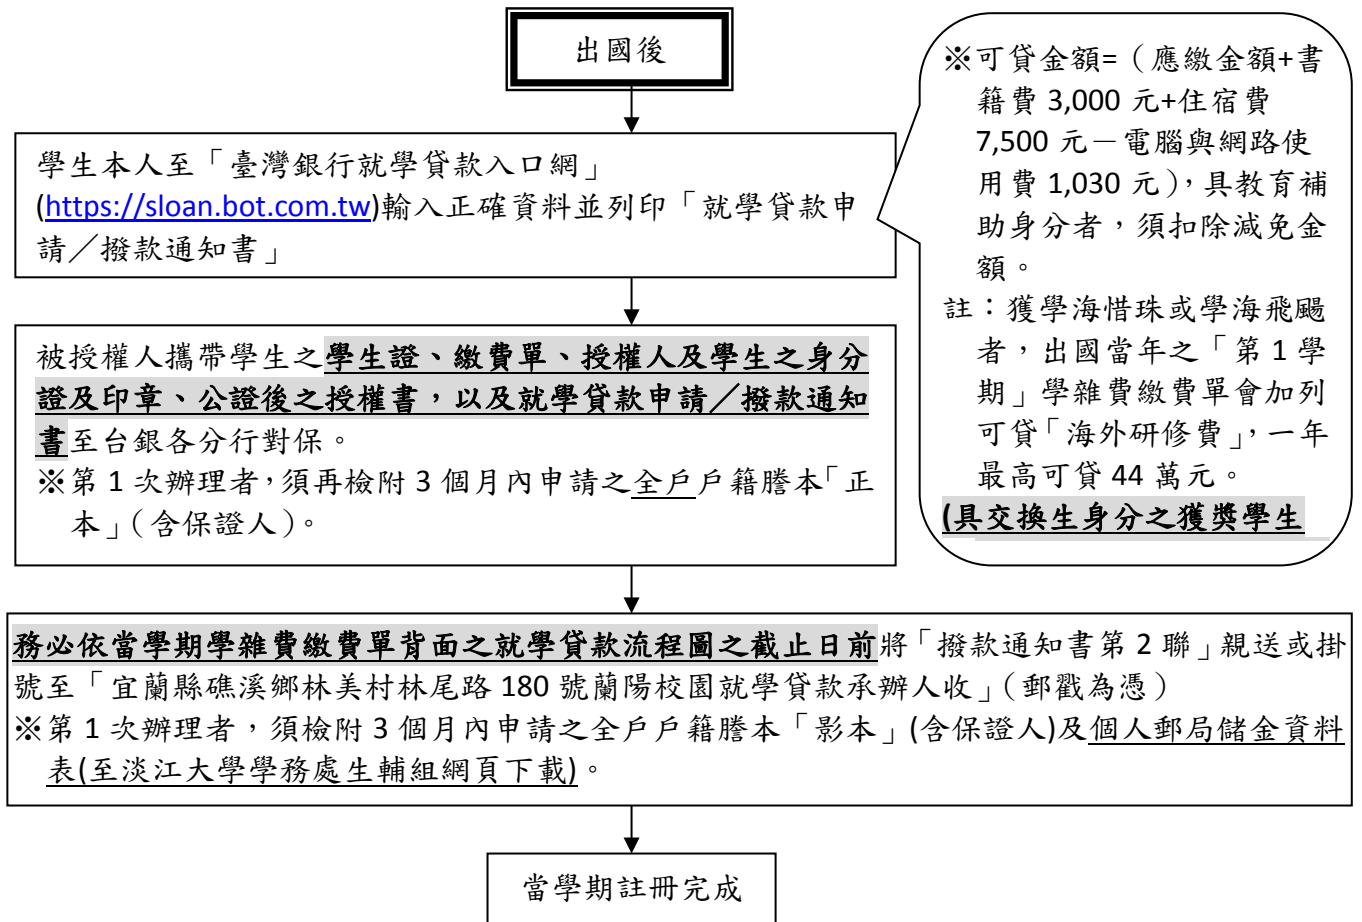 出國後
學生本人至「臺灣銀行就學貸款入口網」
(https://sloan.bot.com.tw)輸入正確資料並列印「就學貸款申
請／撥款通知書」
※可貸金額=（應繳金額+書
籍費 3,000 元+住宿費
7,500 元－電腦與網路使
用費 1,030 元），具教育補
助身分者，須扣除減免金
額。
註：獲學海惜珠或學海飛颺
者，出國當年之「第 1 學
期」學雜費繳費單會加列
可貸「海外研修費」，一年
最高可貸 44 萬元。
(具交換生身分之獲獎學生
被授權人攜帶學生之學生證、繳費單、授權人及學生之身分
證及印章、公證後之授權書，以及就學貸款申請／撥款通知
書至台銀各分行對保。
※第 1 次辦理者，須再檢附 3 個月內申請之全戶戶籍謄本「正
本」（含保證人）。
務必依當學期學雜費繳費單背面之就學貸款流程圖之截止日前將「撥款通知書第 2 聯」親送或掛
號至「宜蘭縣礁溪鄉林美村林尾路 180 號蘭陽校園就學貸款承辦人收」（郵戳為憑）
※第 1 次辦理者，須檢附 3 個月內申請之全戶戶籍謄本「影本」(含保證人)及個人郵局儲金資料
表(至淡江大學學務處生輔組網頁下載)。
當學期註冊完成